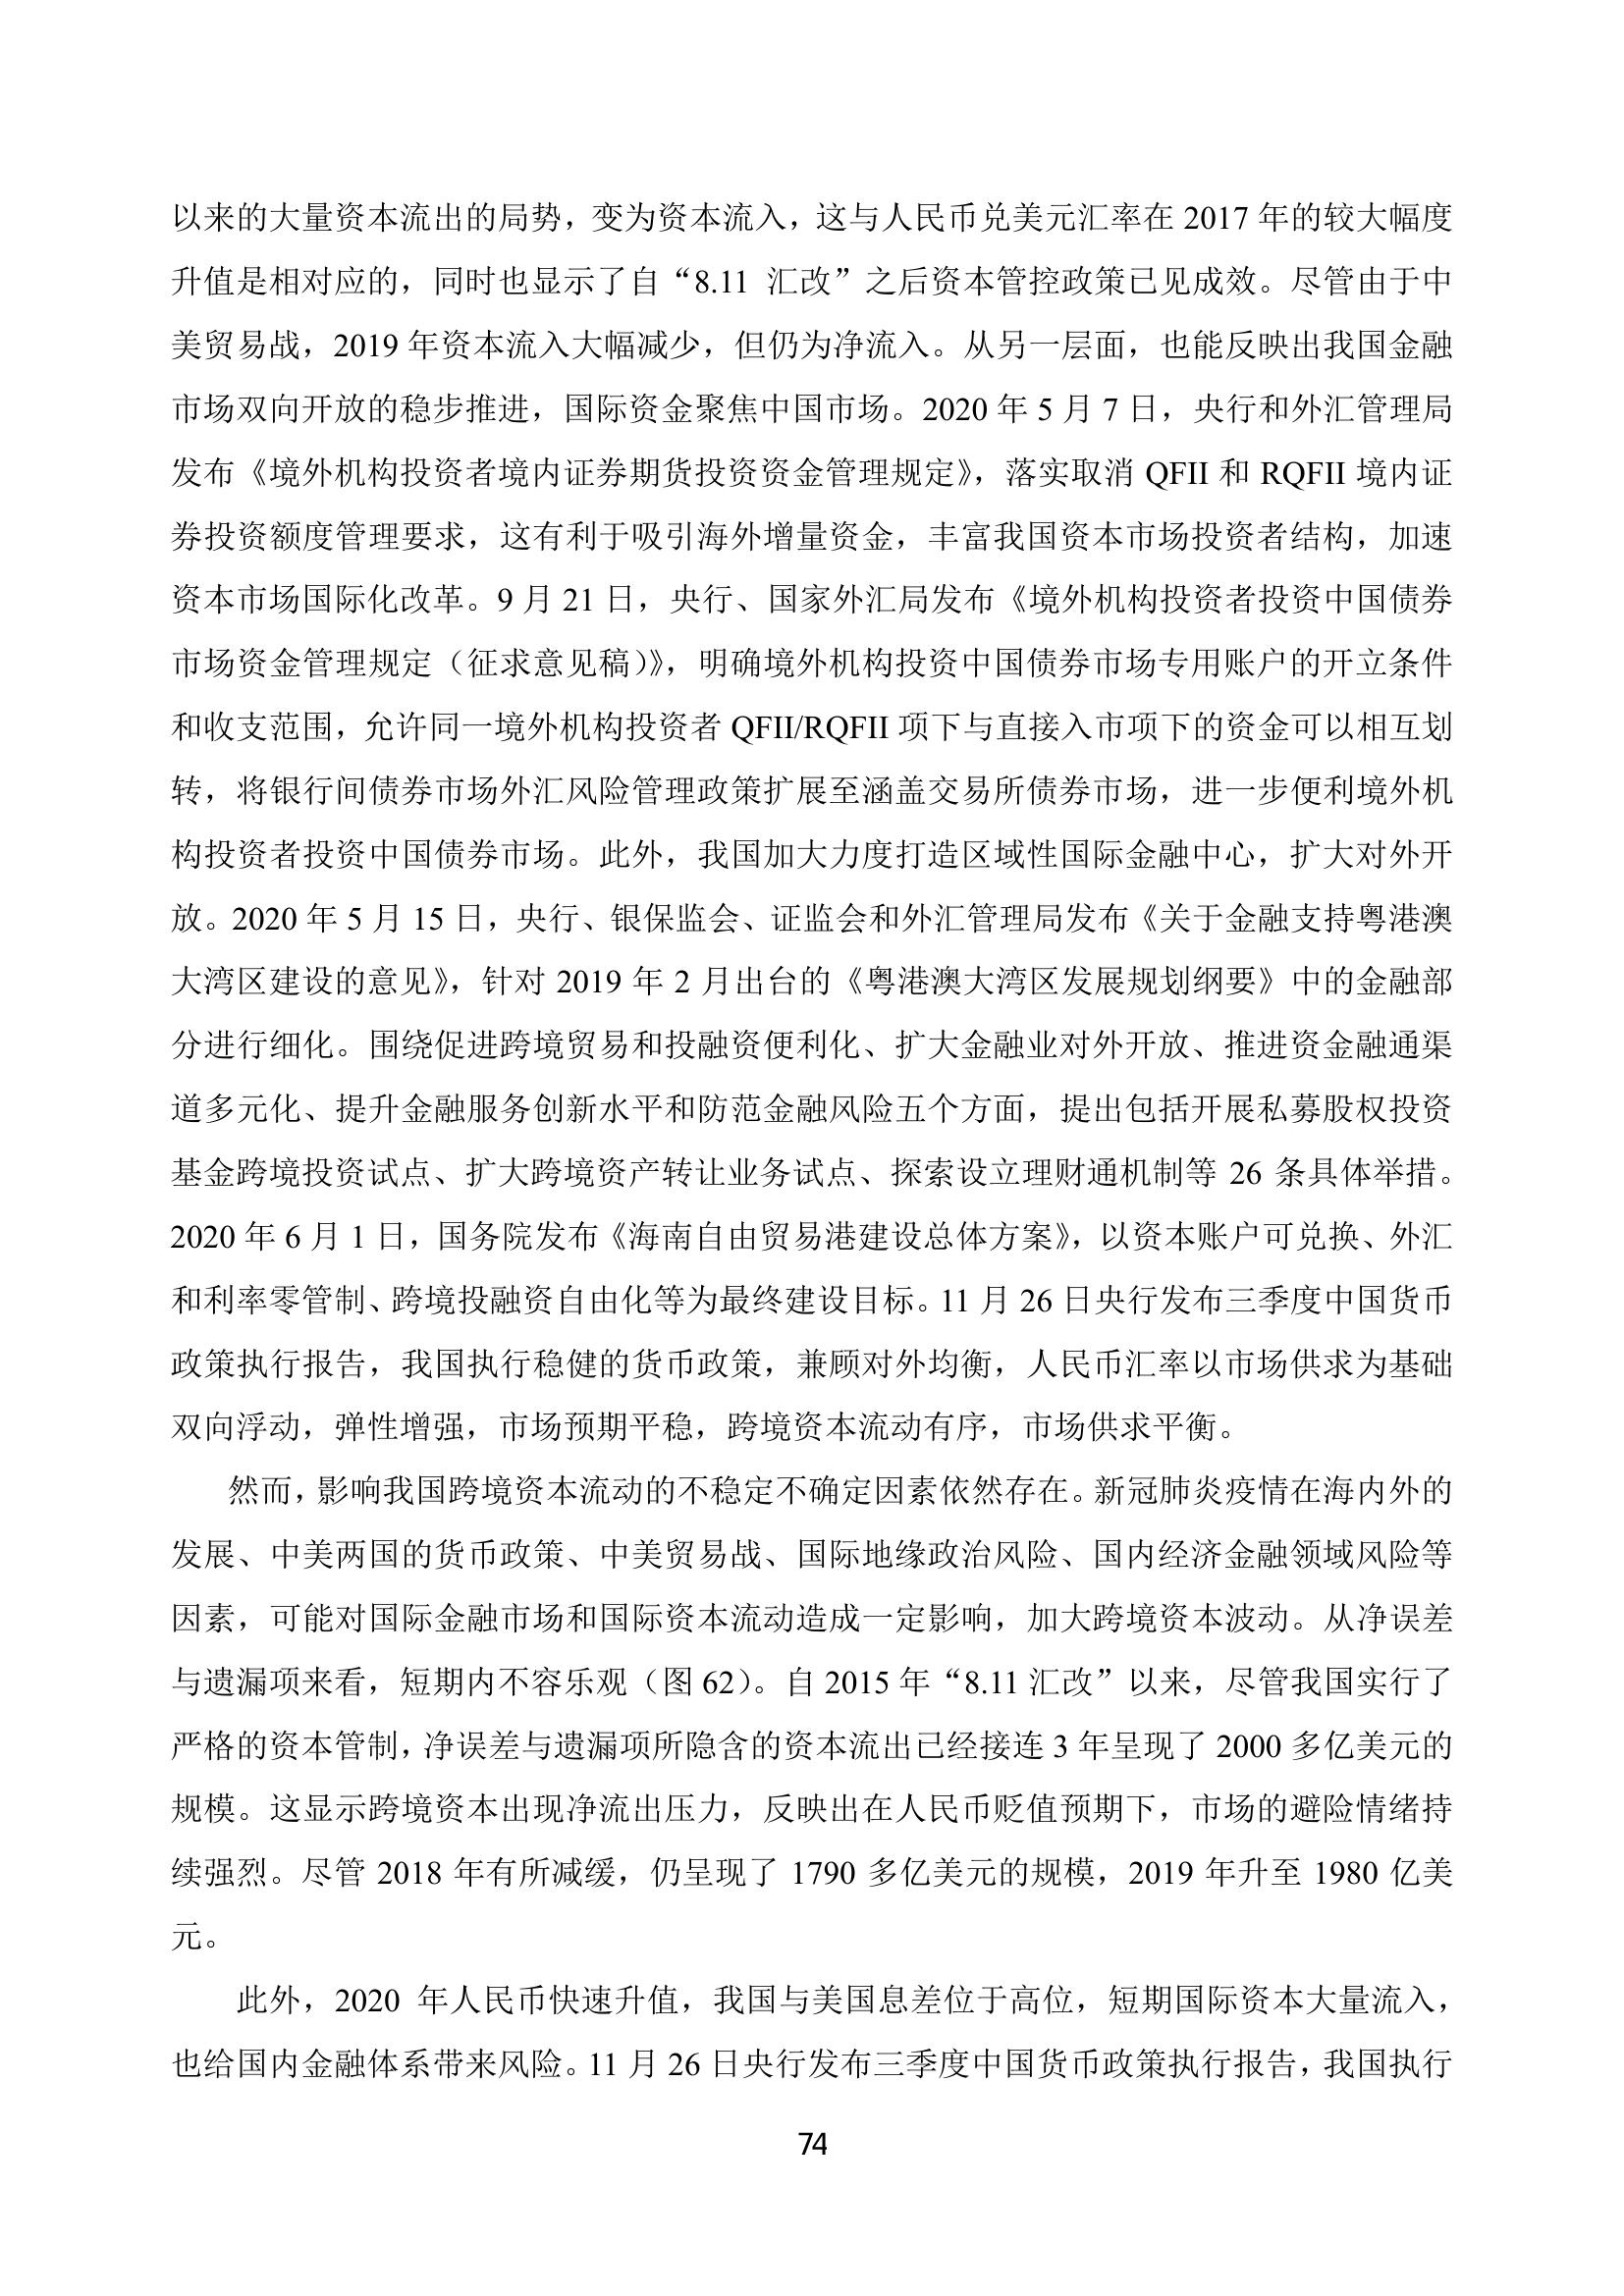 以来的大量资本流出的局势，变为资本流入，这与人民币兑美元汇率在 2017 年的较大幅度
升值是相对应的，同时也显示了自“8.11 汇改”之后资本管控政策已见成效。尽管由于中
美贸易战，2019 年资本流入大幅减少，但仍为净流入。从另一层面，也能反映出我国金融
市场双向开放的稳步推进，国际资金聚焦中国市场。2020 年 5 月 7 日，央行和外汇管理局
发布《境外机构投资者境内证券期货投资资金管理规定》，落实取消 QFII 和 RQFII 境内证
券投资额度管理要求，这有利于吸引海外增量资金，丰富我国资本市场投资者结构，加速
资本市场国际化改革。9 月 21 日，央行、国家外汇局发布《境外机构投资者投资中国债券
市场资金管理规定（征求意见稿）》，明确境外机构投资中国债券市场专用账户的开立条件
和收支范围，允许同一境外机构投资者 QFII/RQFII 项下与直接入市项下的资金可以相互划
转，将银行间债券市场外汇风险管理政策扩展至涵盖交易所债券市场，进一步便利境外机
构投资者投资中国债券市场。此外，我国加大力度打造区域性国际金融中心，扩大对外开
放。2020 年 5 月 15 日，央行、银保监会、证监会和外汇管理局发布《关于金融支持粤港澳
大湾区建设的意见》，针对 2019 年 2 月出台的《粤港澳大湾区发展规划纲要》中的金融部
分进行细化。围绕促进跨境贸易和投融资便利化、扩大金融业对外开放、推进资金融通渠
道多元化、提升金融服务创新水平和防范金融风险五个方面，提出包括开展私募股权投资
基金跨境投资试点、扩大跨境资产转让业务试点、探索设立理财通机制等 26 条具体举措。
2020 年 6 月 1 日，国务院发布《海南自由贸易港建设总体方案》，以资本账户可兑换、外汇
和利率零管制、跨境投融资自由化等为最终建设目标。11 月 26 日央行发布三季度中国货币
政策执行报告，我国执行稳健的货币政策，兼顾对外均衡，人民币汇率以市场供求为基础
双向浮动，弹性增强，市场预期平稳，跨境资本流动有序，市场供求平衡。
然而，影响我国跨境资本流动的不稳定不确定因素依然存在。新冠肺炎疫情在海内外的
发展、中美两国的货币政策、中美贸易战、国际地缘政治风险、国内经济金融领域风险等
因素，可能对国际金融市场和国际资本流动造成一定影响，加大跨境资本波动。从净误差
与遗漏项来看，短期内不容乐观（图 62）。自 2015 年“8.11 汇改”以来，尽管我国实行了
严格的资本管制，净误差与遗漏项所隐含的资本流出已经接连 3 年呈现了 2000 多亿美元的
规模。这显示跨境资本出现净流出压力，反映出在人民币贬值预期下，市场的避险情绪持
续强烈。尽管 2018 年有所减缓，仍呈现了 1790 多亿美元的规模，2019 年升至 1980 亿美
元。
此外，2020 年人民币快速升值，我国与美国息差位于高位，短期国际资本大量流入，
也给国内金融体系带来风险。11 月 26 日央行发布三季度中国货币政策执行报告，我国执行
74